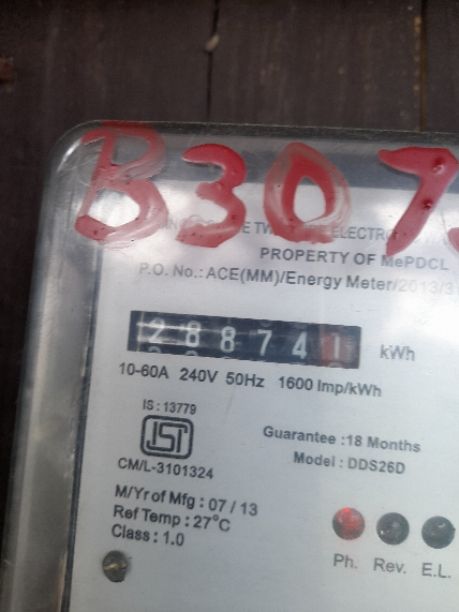 B307
ELECTRO
PROPERTY OF MePDCL
P.O. No.: ACE(MM)/Energy Meter/2013/3
288741 kWh
10-60A 240V 50Hz 1600 Imp/kWh
IS : 13779
ISI
CM/L-3101324
Guarantee :18 Months
Model : DDS26D
M/Yr of Mfg : 07 / 13
Ref Temp : 27°C
Class : 1.0
Ph. Rev. E.L.